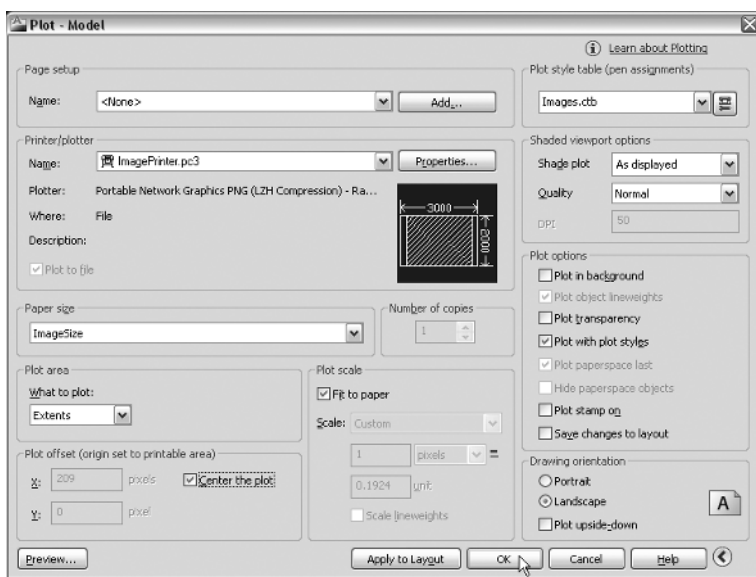 Plot - Model
Learn about Plotting
Page setup
Name: <None> Add...
Plot style table (pen assignments)
Images.ctb
Printer/plotter
Name: ImagePrinter.pc3 Properties...
Plotter: Portable Network Graphics PNG (LZH Compression) - Ra...
Where: File
Description:
Plot to file
3000
2000
Shaded viewport options
Shade plot As displayed
Quality Normal
DPI 50
Paper size
ImageSize
Number of copies
1
Plot options
Plot in background
Plot object lineweights
Plot transparency
Plot with plot styles
Plot paperspace last
Hide paperspace objects
Plot stamp on
Save changes to layout
Plot area
What to plot:
Extents
Plot scale
Fit to paper
Scale: Custom
1 pixels =
0.1924 unit
Scale lineweights
Plot offset (origin set to printable area)
X: 209 pixels Center the plot
Y: 0 pixel
Drawing orientation
Portrait
Landscape
Plot upside-down
A
Preview... Apply to Layout OK Cancel Help